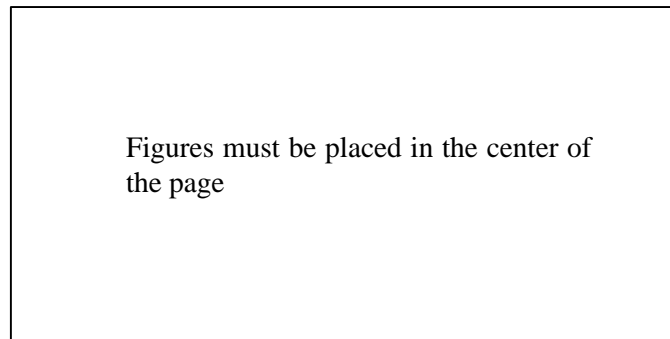 Figures must be placed in the center of
the page